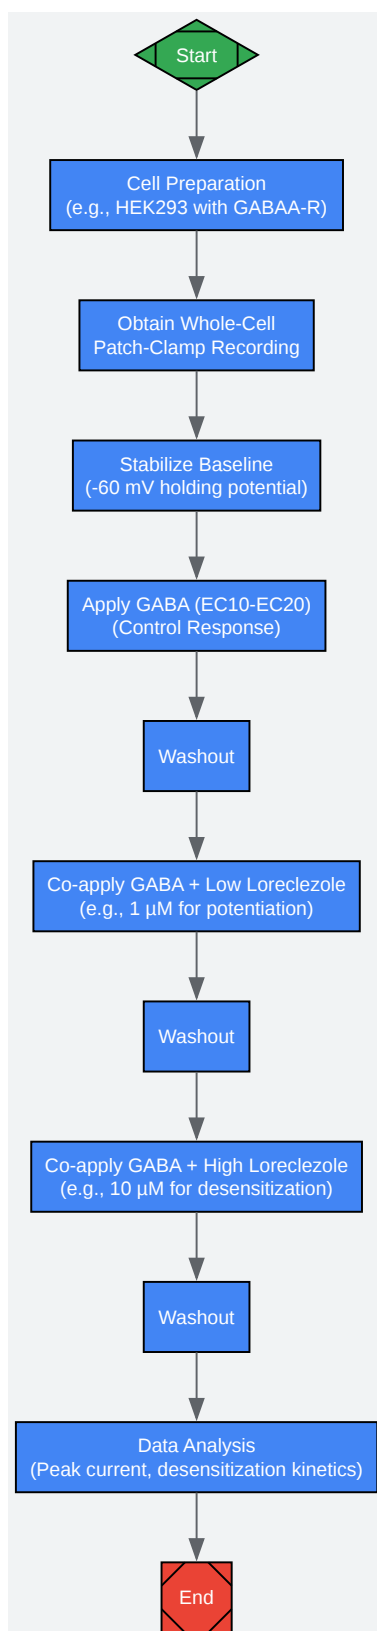 Start
Cell Preparation
(e.g., HEK293 with GABAA-R)
Obtain Whole-Cell
Patch-Clamp Recording
Stabilize Baseline
(-60 mV holding potential)
Apply GABA (EC10-EC20)
(Control Response)
Washout
Co-apply GABA + Low Loreclezole
(e.g., 1 µM for potentiation)
Washout
Co-apply GABA + High Loreclezole
(e.g., 10 µM for desensitization)
Washout
Data Analysis
(Peak current, desensitization kinetics)
End